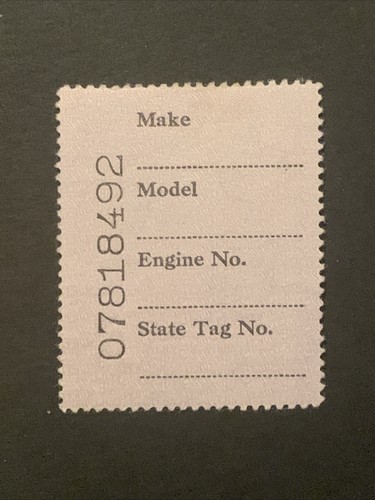 07818492
Make
Model
Engine No.
State Tag No.